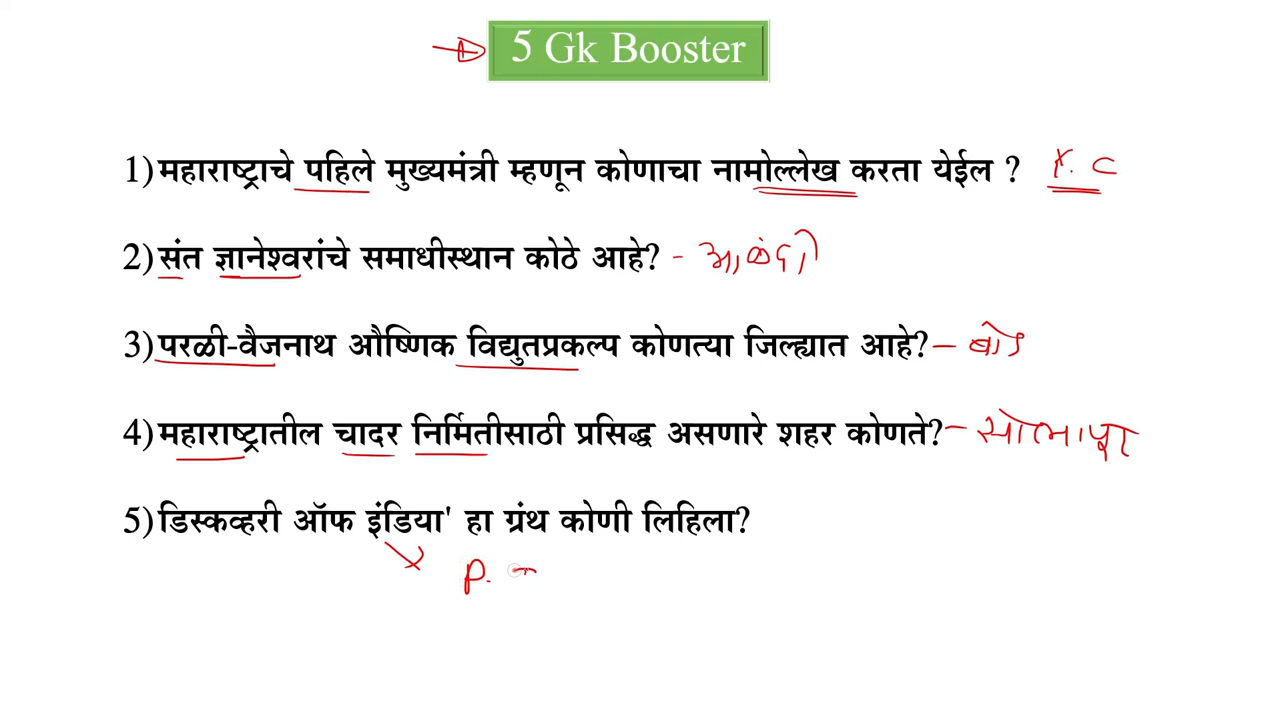 5 Gk Booster
1) महाराष्ट्राचे पहिले मुख्यमंत्री म्हणून कोणाचा नामोल्लेख करता येईल ? Y. C
2) संत ज्ञानेश्वरांचे समाधीस्थान कोठे आहे? - आळंदी
3) परळी-वैजनाथ औष्णिक विद्युतप्रकल्प कोणत्या जिल्ह्यात आहे? – बीड
4) महाराष्ट्रातील चादर निर्मितीसाठी प्रसिद्ध असणारे शहर कोणते? – सोलापूर
5) डिस्कव्हरी ऑफ इंडिया' हा ग्रंथ कोणी लिहिला?
P.